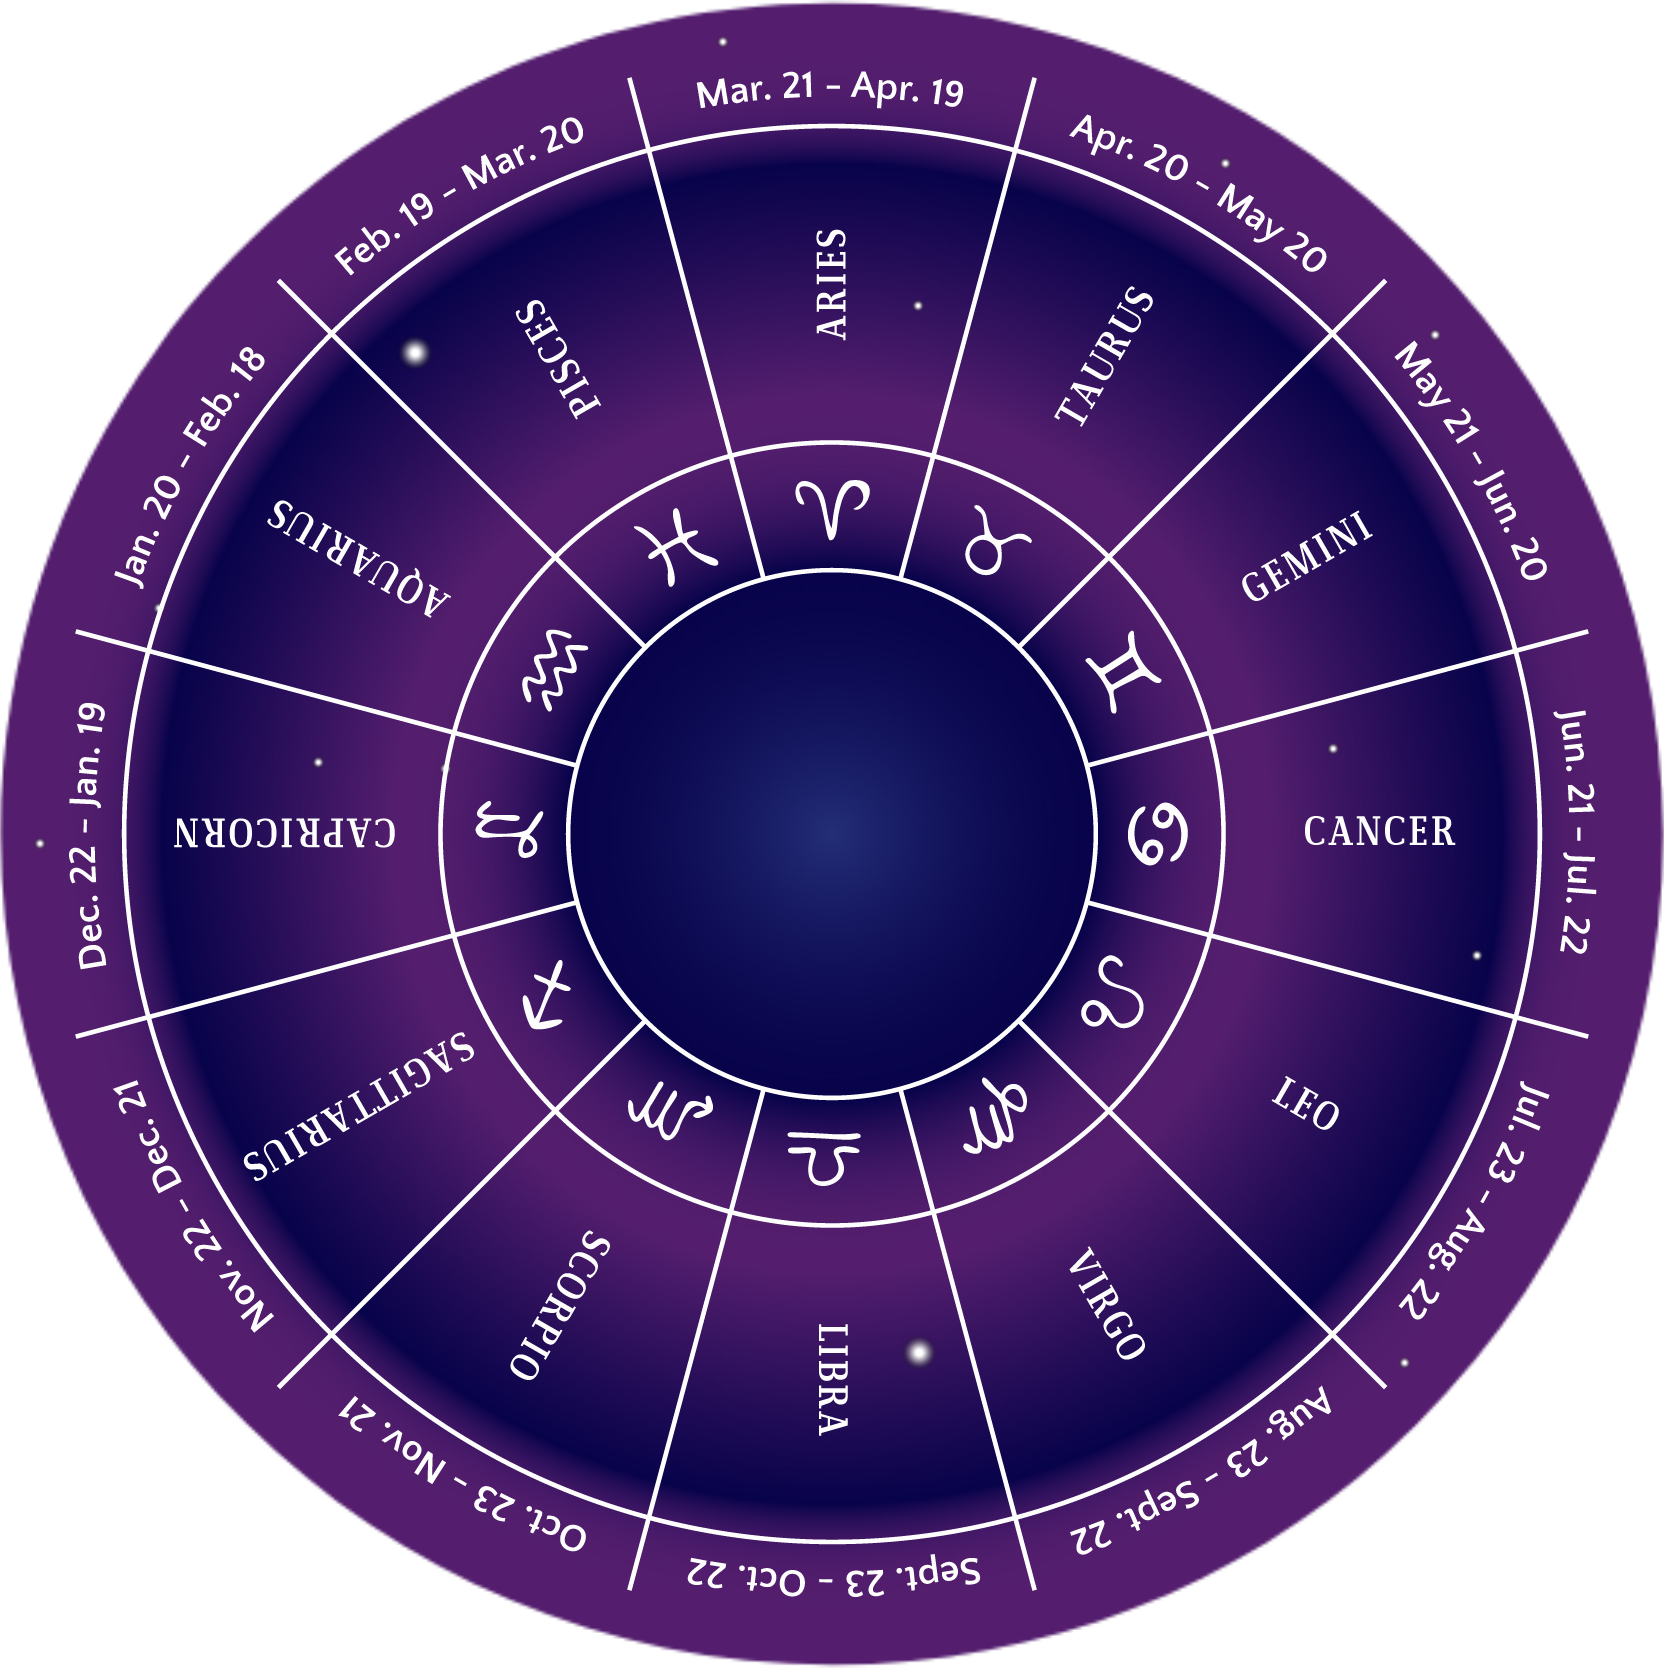 Mar. 21 – Apr. 19
ARIES
♈
Apr. 20 – May 20
TAURUS
♉
May 21 – Jun. 20
GEMINI
♊
Jun. 21 – Jul. 22
CANCER
♋
Jul. 23 – Aug. 22
LEO
♌
Aug. 23 – Sept. 22
VIRGO
♍
Sept. 23 – Oct. 22
LIBRA
♎
Oct. 23 – Nov. 21
SCORPIO
♏
Nov. 22 – Dec. 21
SAGITTARIUS
♐
Dec. 22 – Jan. 19
CAPRICORN
♑
Jan. 20 – Feb. 18
AQUARIUS
♒
Feb. 19 – Mar. 20
PISCES
♓